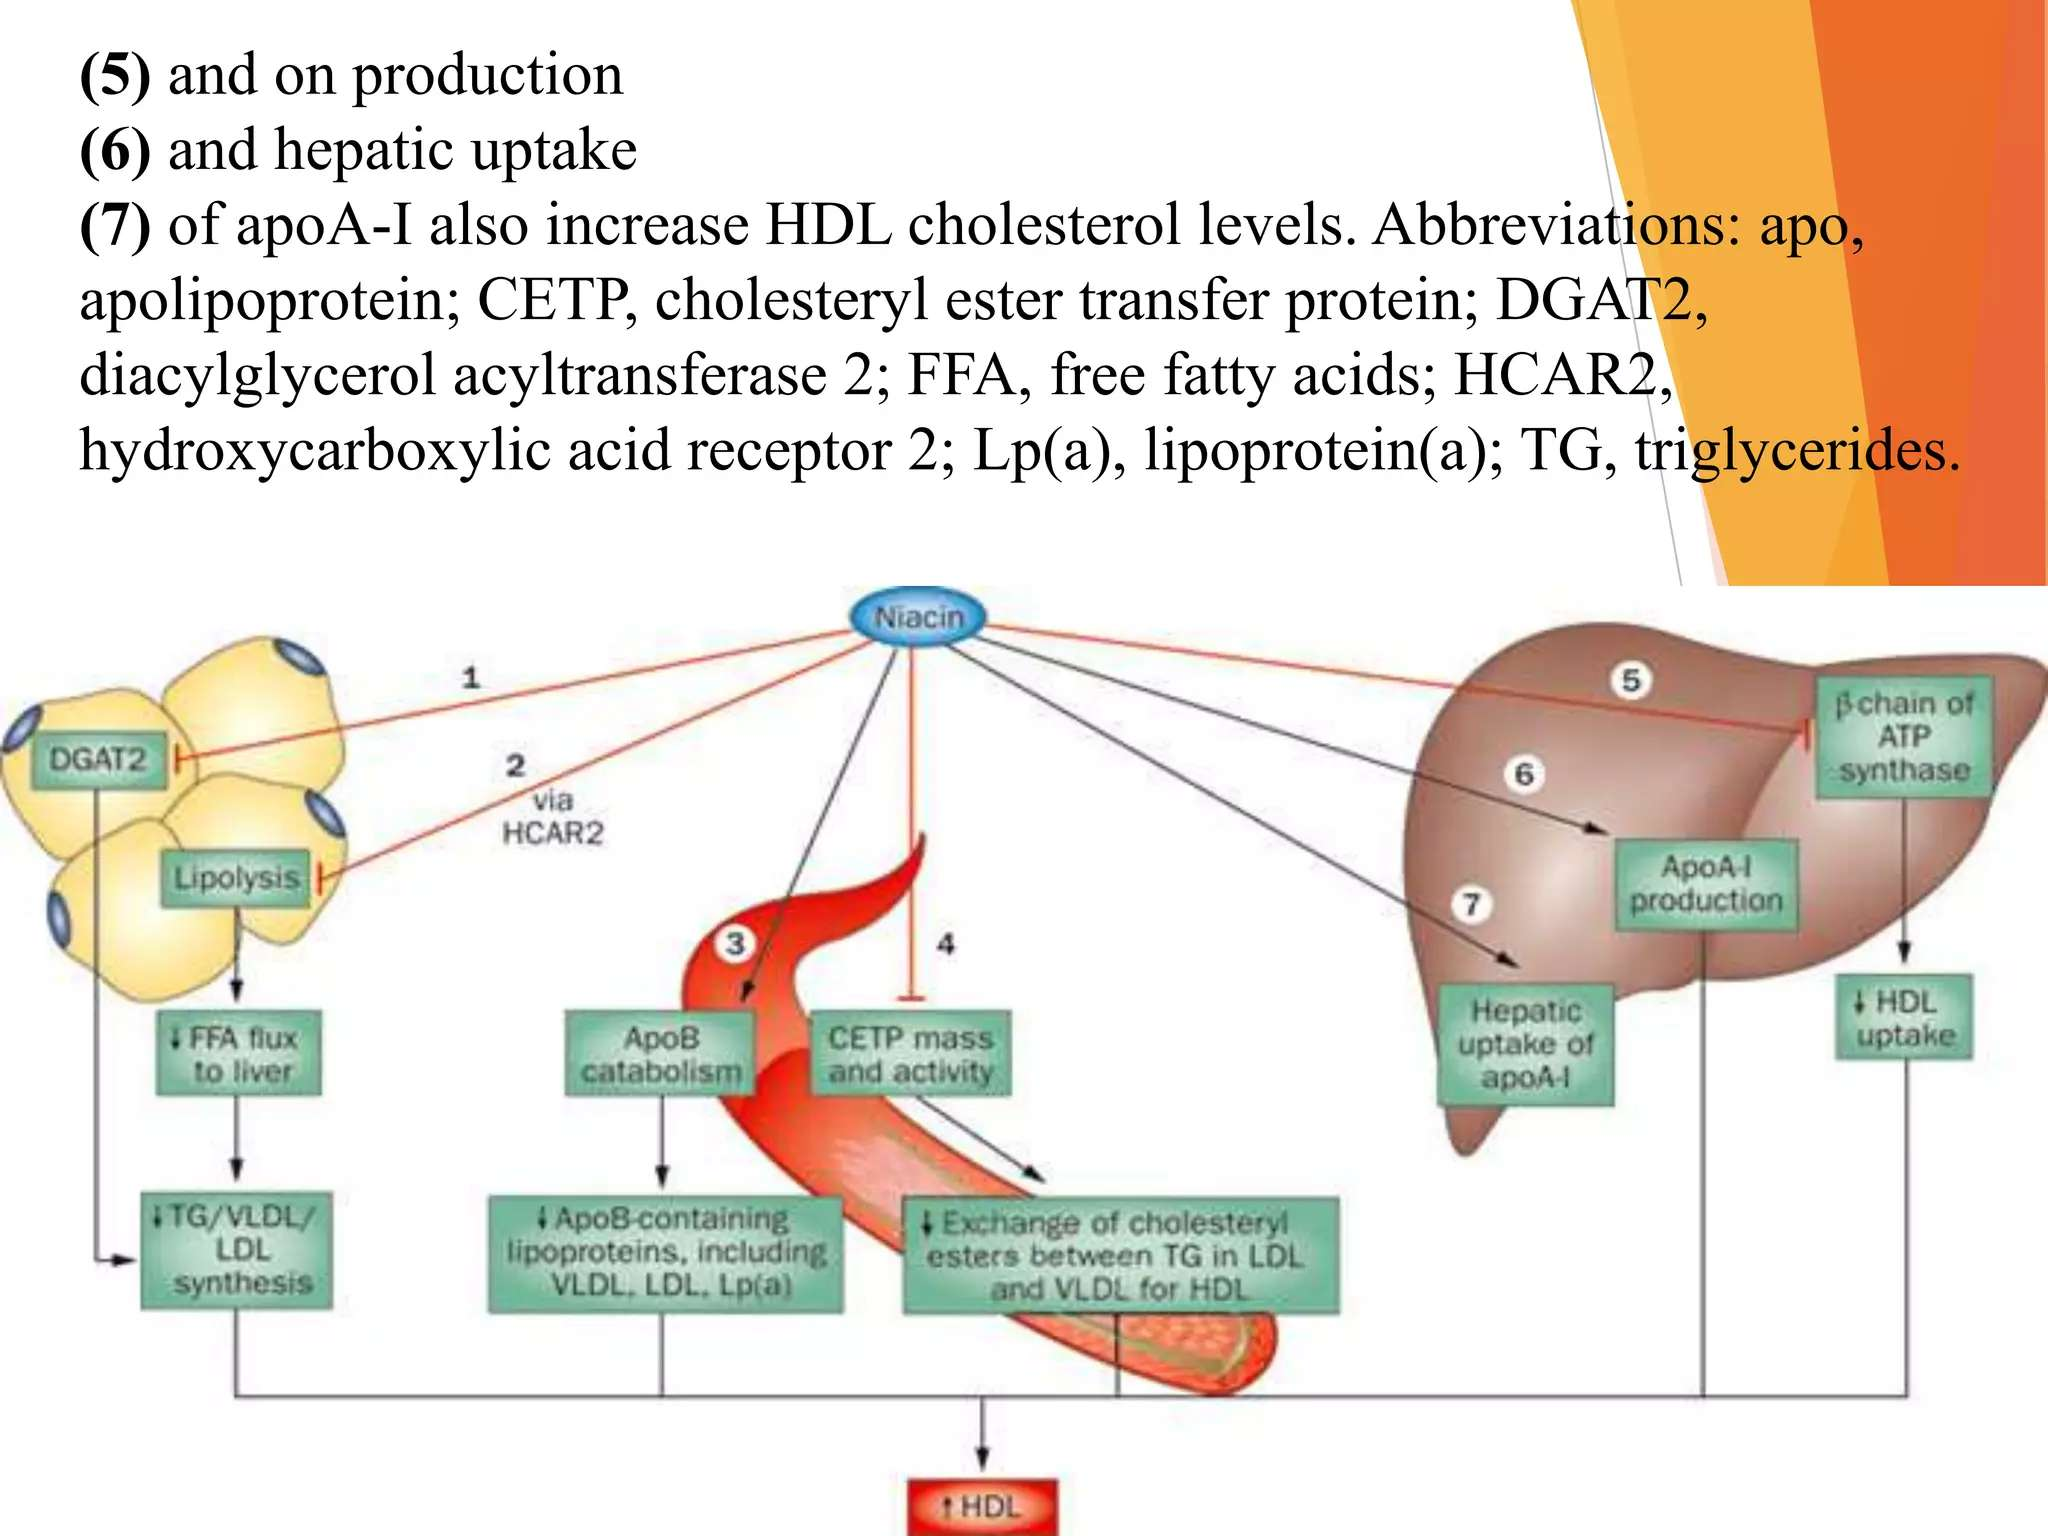 (5) and on production
(6) and hepatic uptake
(7) of apoA-I also increase HDL cholesterol levels. Abbreviations: apo,
apolipoprotein; CETP, cholesteryl ester transfer protein; DGAT2,
diacylglycerol acyltransferase 2; FFA, free fatty acids; HCAR2,
hydroxycarboxylic acid receptor 2; Lp(a), lipoprotein(a); TG, triglycerides.
Niacin
1
DGAT2
2
via
HCAR2
Lipolysis
↓ FFA flux
to liver
↓ TG/VLDL/
LDL
synthesis
3
ApoB
catabolism
↓ ApoB-containing
lipoproteins, including
VLDL, LDL, Lp(a)
4
CETP mass
and activity
↓ Exchange of cholesteryl
esters between TG in LDL
and VLDL for HDL
5
β-chain of
ATP
synthase
6
ApoA-I
production
7
Hepatic
uptake of
apoA-I
↓ HDL
uptake
↑ HDL